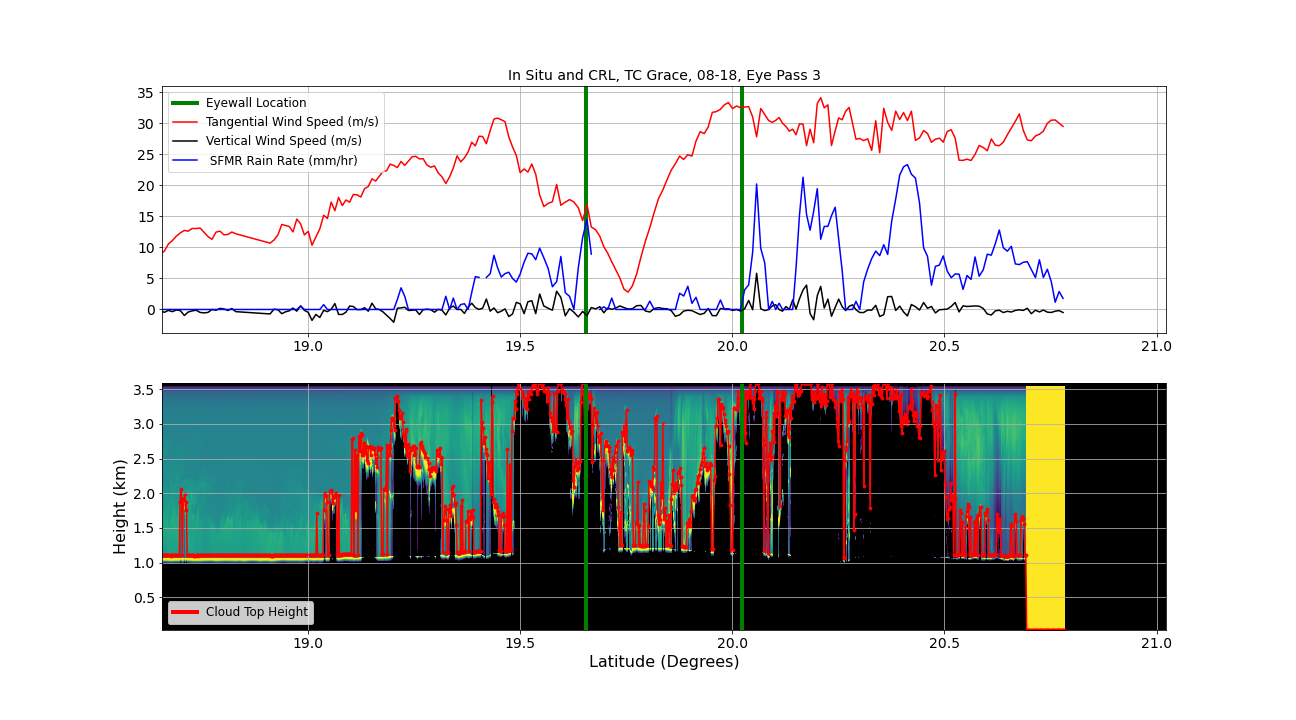 In Situ and CRL, TC Grace, 08-18, Eye Pass 3
35
30
25
20
15
10
5
0
Eyewall Location
Tangential Wind Speed (m/s)
Vertical Wind Speed (m/s)
SFMR Rain Rate (mm/hr)
19.0 19.5 20.0 20.5 21.0
Height (km)
3.5
3.0
2.5
2.0
1.5
1.0
0.5
Cloud Top Height
19.0 19.5 20.0 20.5 21.0
Latitude (Degrees)